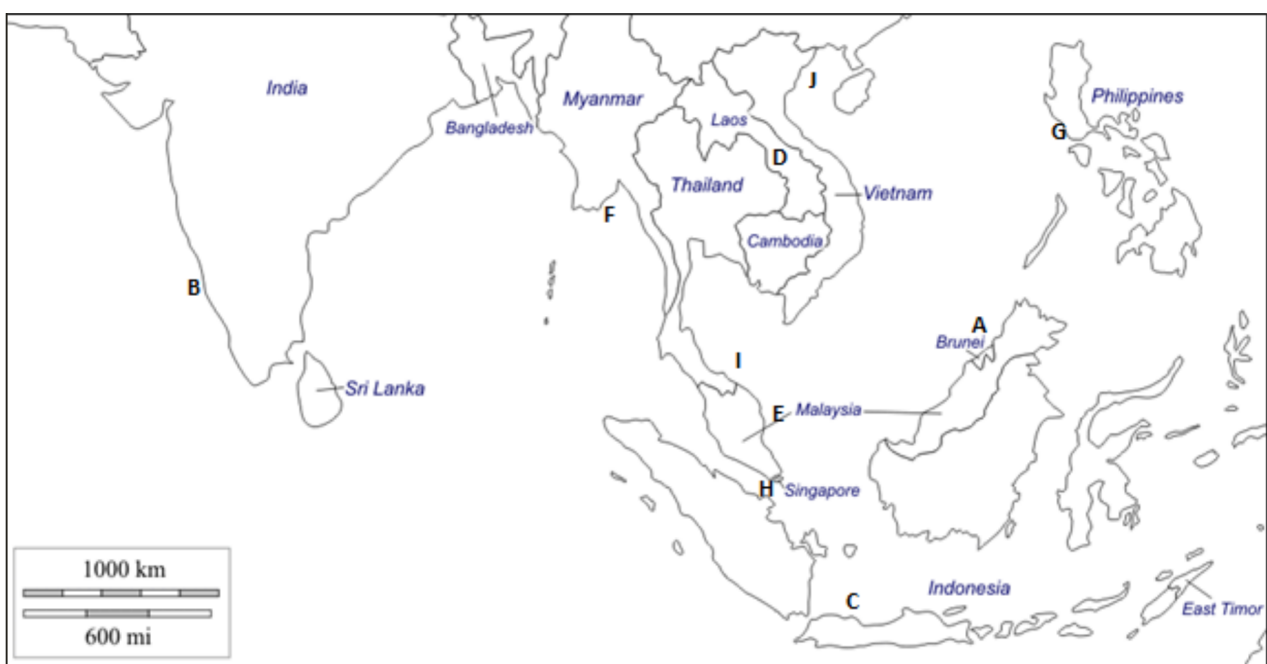 J
India
Philippines
Myanmar
Bangladesh
Laos
G
D
Thailand
Vietnam
F
Cambodia
B
A
Brunei
I
Sri Lanka
E
Malaysia
H
Singapore
1000 km
600 mi
Indonesia
C
East Timor